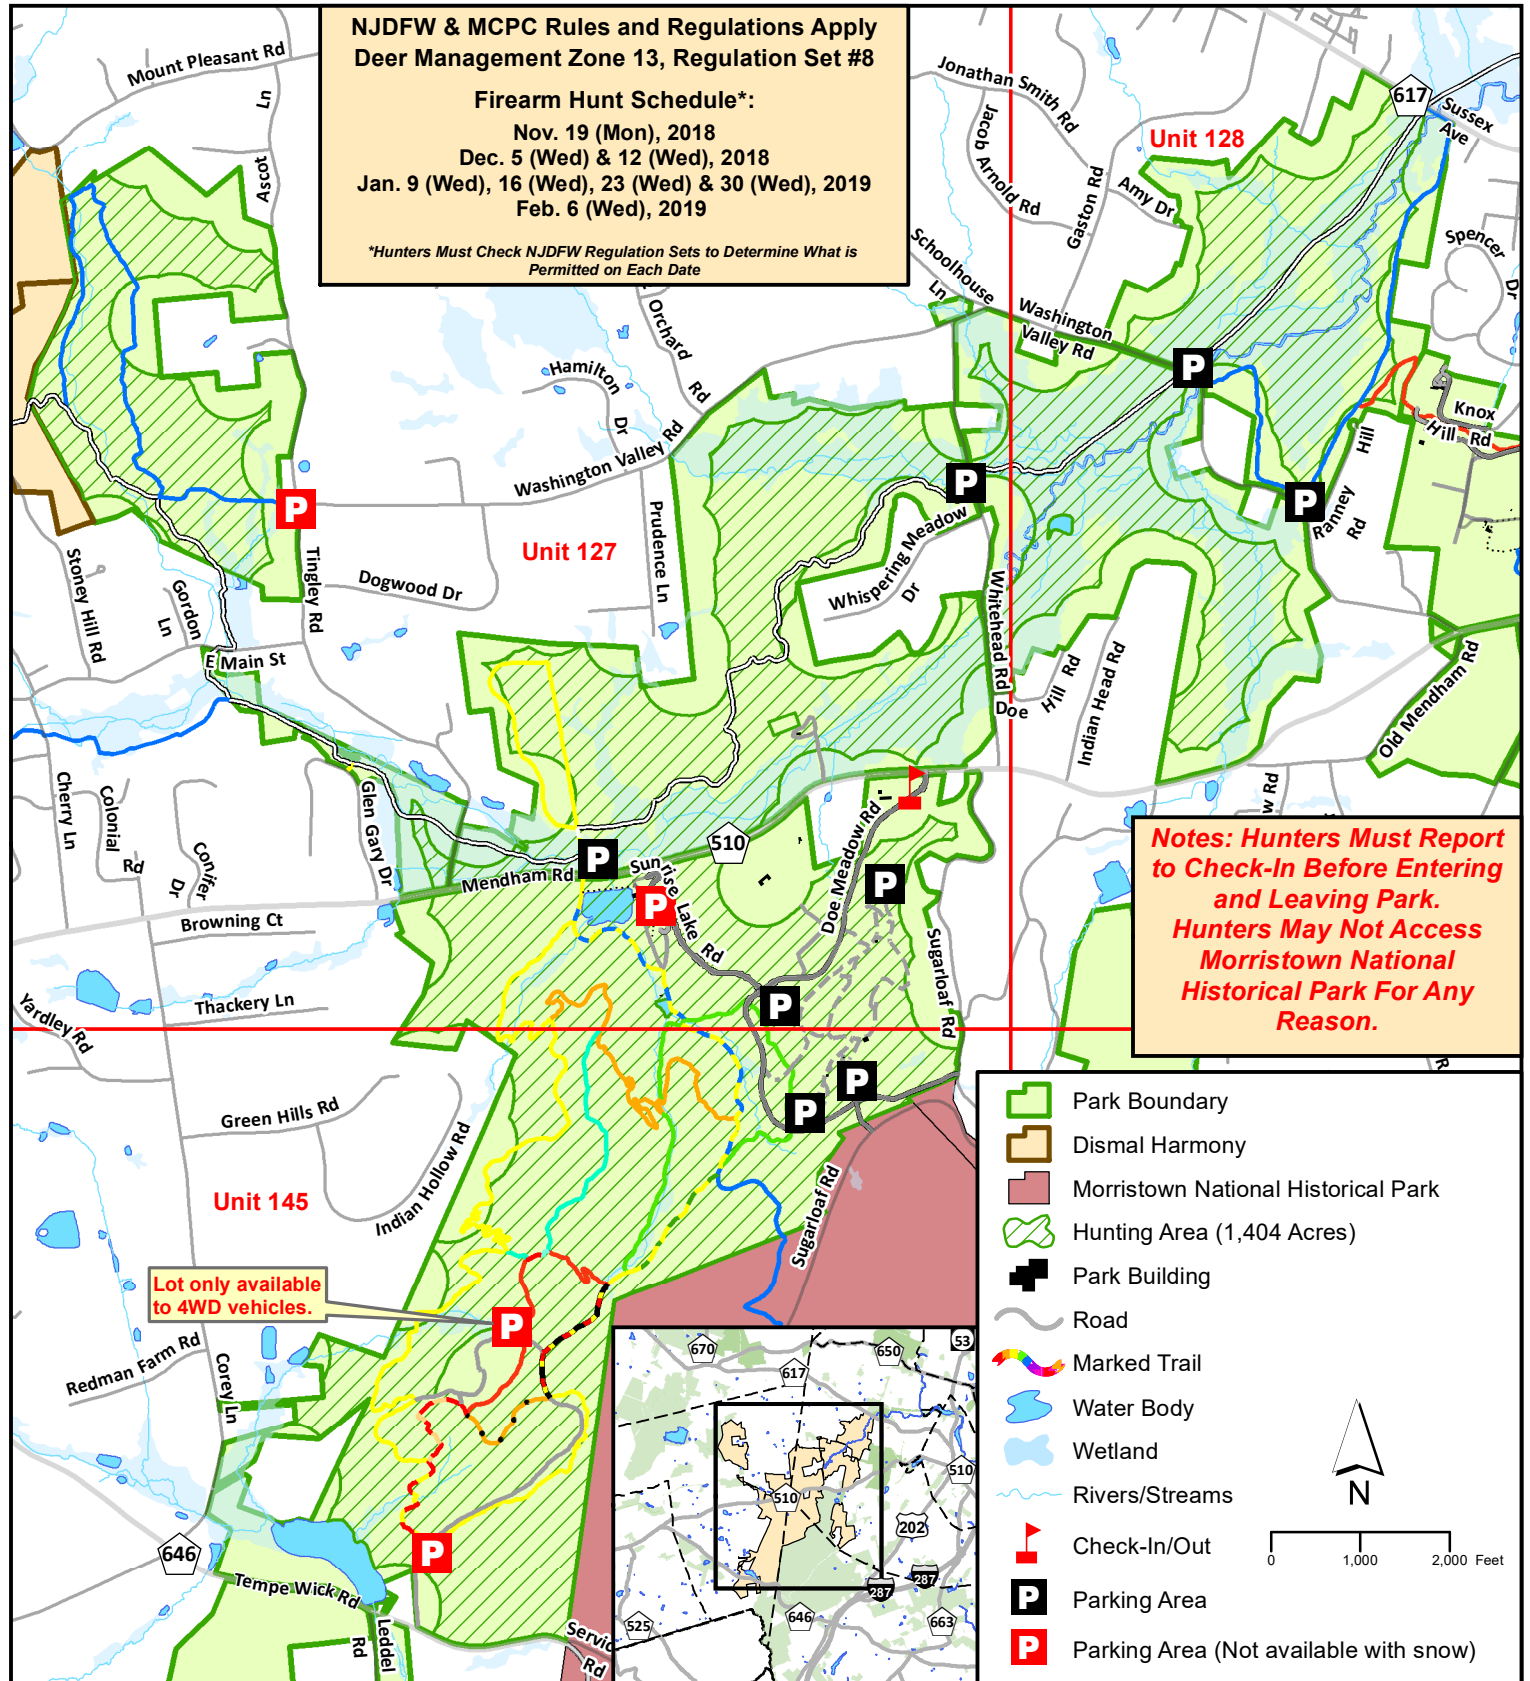 NJDFW & MCPC Rules and Regulations Apply
Deer Management Zone 13, Regulation Set #8
Firearm Hunt Schedule*:
Nov. 19 (Mon), 2018
Dec. 5 (Wed) & 12 (Wed), 2018
Jan. 9 (Wed), 16 (Wed), 23 (Wed) & 30 (Wed), 2019
Feb. 6 (Wed), 2019
*Hunters Must Check NJDFW Regulation Sets to Determine What is
Permitted on Each Date
Mount Pleasant Rd
Ascot Ln
Jonathan Smith Rd
Jacob Arnold Rd
Gaston Rd
Amy Dr
Unit 128
617
Sussex
Ave
Spencer Dr
Schoolhouse
Ln
Washington
Valley Rd
Orchard Rd
Hamilton
Dr
Washington Valley Rd
P
P
P
P
Knox
Hill Rd
Ranney Hill
Rd
Unit 127
Prudence Ln
Whispering Meadow
Dr
Whitehead Rd
Tingley Rd
Dogwood Dr
Stoney Hill Rd
Gordon
Ln
E Main St
Doe Hill Rd
Indian Head Rd
Old Mendham Rd
w Rd
Cherry Ln
Colonial
Rd
Conifer
Dr
Glen Gary Dr
Browning Ct
Mendham Rd
P
510
Sunrise Lake Rd
P
Doe Meadow Rd
P
Sugarloaf Rd
Notes: Hunters Must Report
to Check-In Before Entering
and Leaving Park.
Hunters May Not Access
Morristown National
Historical Park For Any
Reason.
R
Yardley Rd
Thackery Ln
P
P
P
Green Hills Rd
Indian Hollow Rd
Unit 145
Sugarloaf Rd
Lot only available
to 4WD vehicles.
P
Redman Farm Rd
Corey Ln
646
P
Tempe Wick Rd
Leddel
Rd
Servic
Rd
670
617
650
53
510
510
202
287
287
525
646
663
Park Boundary
Dismal Harmony
Morristown National Historical Park
Hunting Area (1,404 Acres)
Park Building
Road
Marked Trail
Water Body
Wetland
Rivers/Streams
Check-In/Out
P Parking Area
P Parking Area (Not available with snow)
N
0 1,000 2,000 Feet